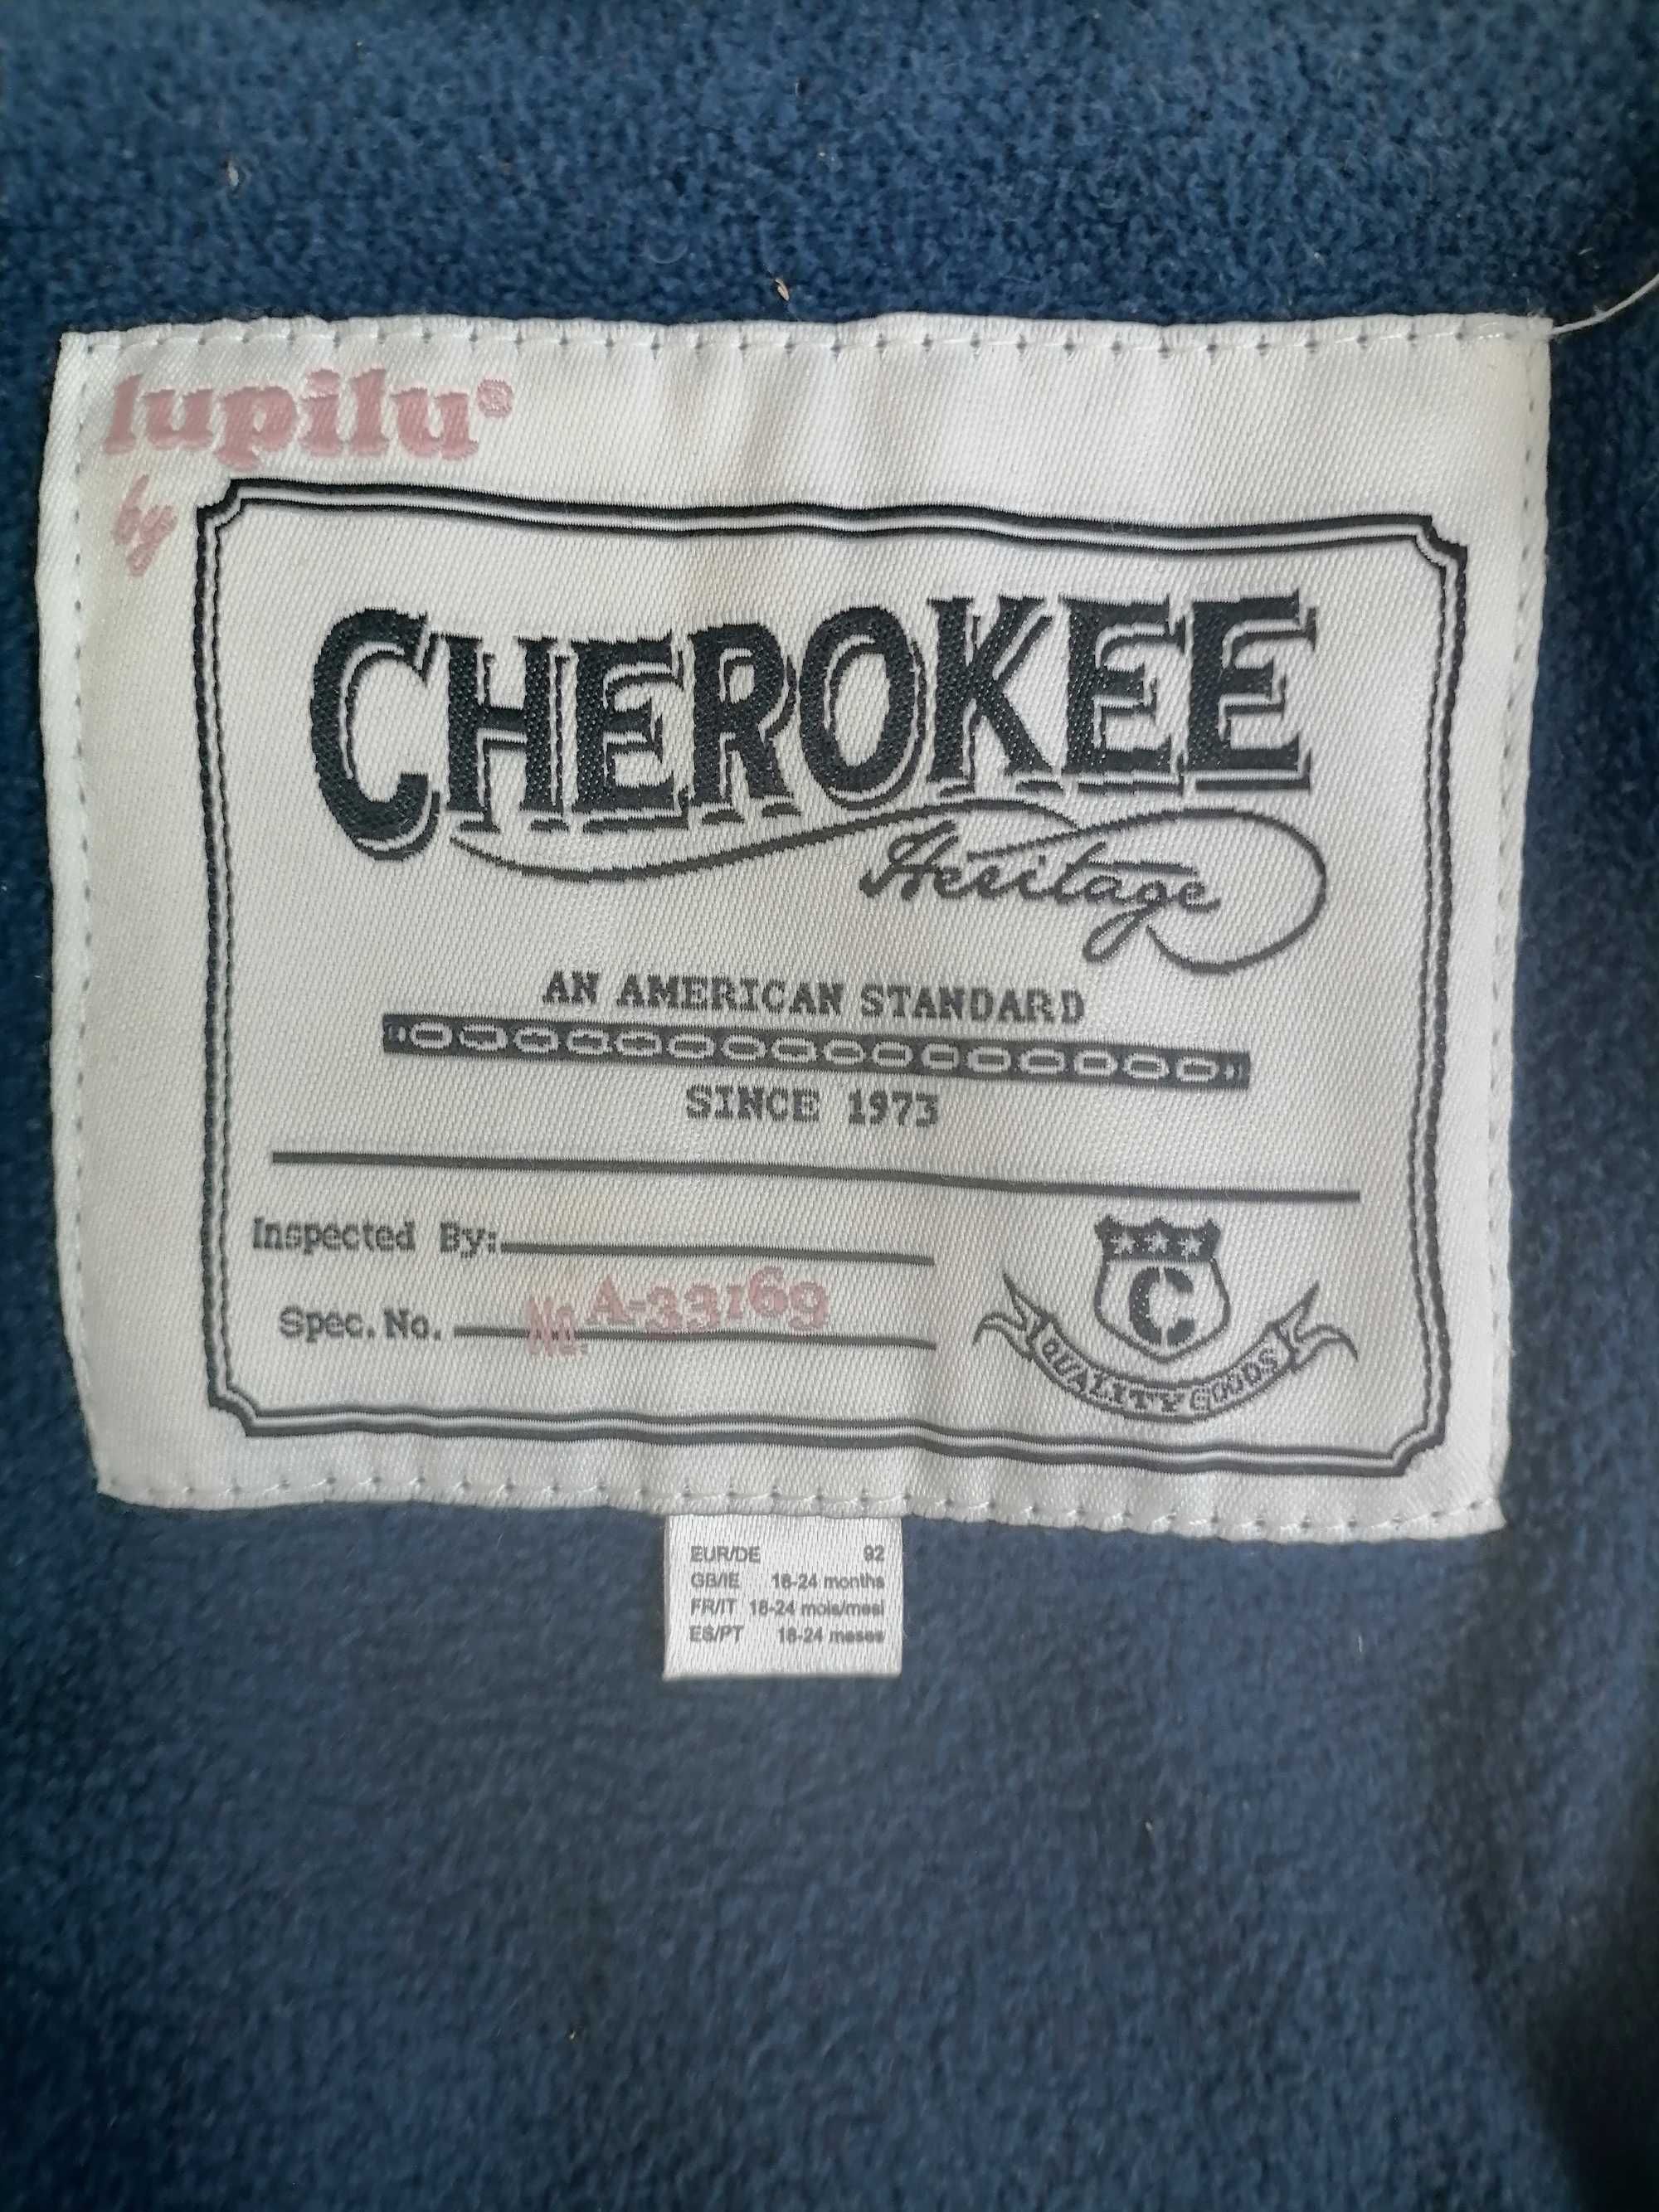 lupilu®
by
CHEROKEE
Heritage
AN AMERICAN STANDARD
SINCE 1973
Inspected By:
Spec. No. No. A-33169
C
QUALITY GOODS
EUR/DE 92
GB/IE 18-24 months
FR/IT 18-24 mois/mesi
ES/PT 18-24 meses